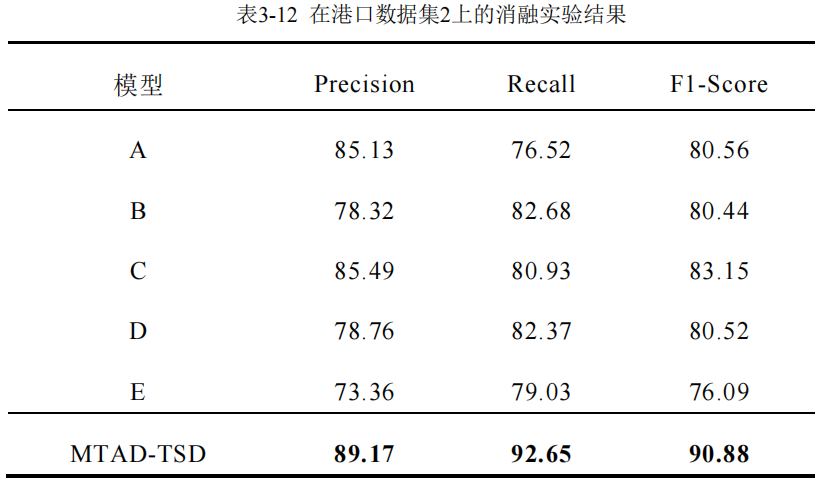 表3-12 在港口数据集2上的消融实验结果
模型 Precision Recall F1-Score
A 85.13 76.52 80.56
B 78.32 82.68 80.44
C 85.49 80.93 83.15
D 78.76 82.37 80.52
E 73.36 79.03 76.09
MTAD-TSD 89.17 92.65 90.88